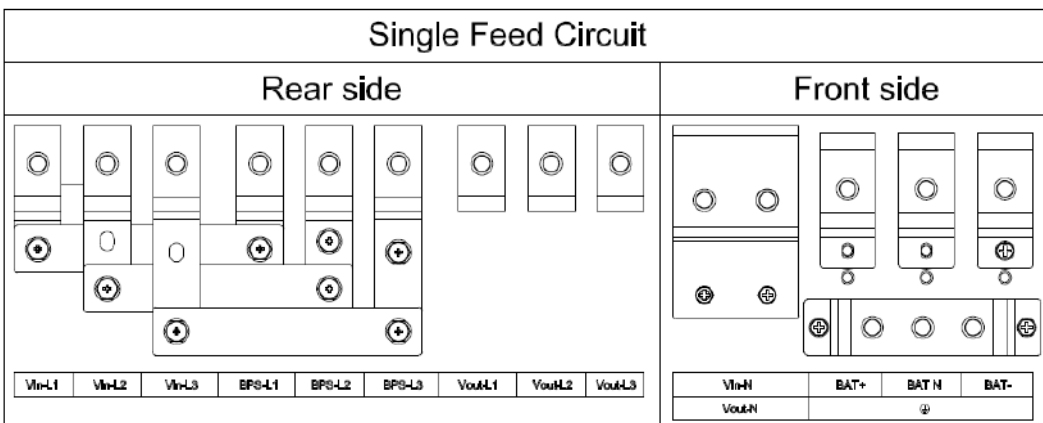 Single Feed Circuit
Rear side
Front side
Vin-L1 Vin-L2 Vin-L3 BPS-L1 BPS-L2 BPS-L3 Vout-L1 Vout-L2 Vout-L3
Vin-N BAT+ BAT N BAT-
Vout-N ⏚